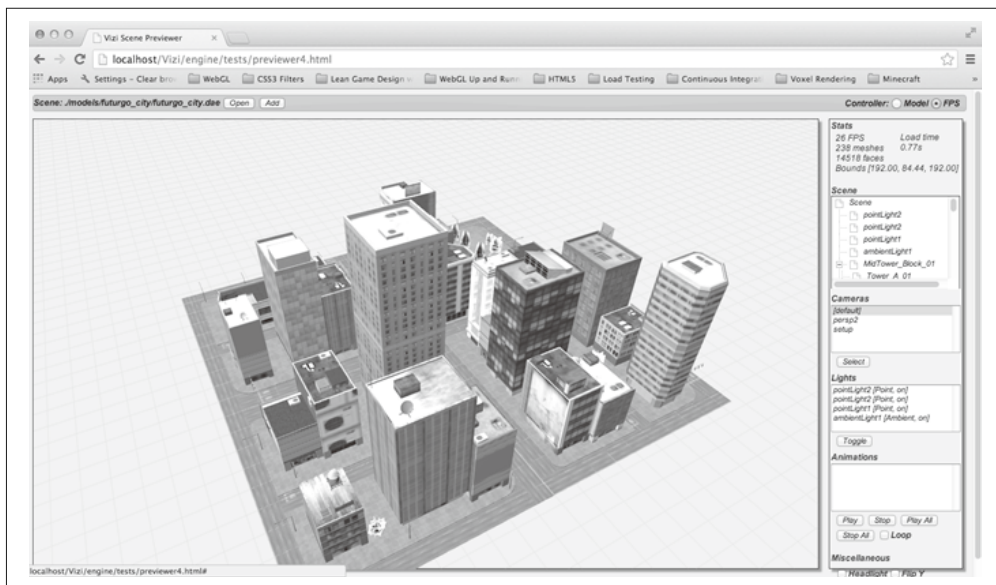 Vizi Scene Previewer
localhost/Vizi/engine/tests/previewer4.html
Apps Settings - Clear bro WebGL CSS3 Filters Lean Game Design WebGL Up and Runn HTML5 Load Testing Continuous Integrat Voxel Rendering Minecraft »
Scene: ./models/futurgo_city/futurgo_city.dae Open Add
Controller: Model FPS
Stats
26 FPS Load time
238 meshes 0.77s
14518 faces
Bounds [192.00, 84.44, 192.00]
Scene
Scene
pointLight2
pointLight2
pointLight1
ambientLight1
MidTower_Block_01
Tower_A_01
Cameras
[default]
persp2
setup
Select
Lights
pointLight2 [Point, on]
pointLight2 [Point, on]
pointLight1 [Point, on]
ambientLight1 [Ambient, on]
Toggle
Animations
Play Stop Play All
Stop All Loop
Miscellaneous
Headlight Flip Y
localhost/Vizi/engine/tests/previewer4.html#